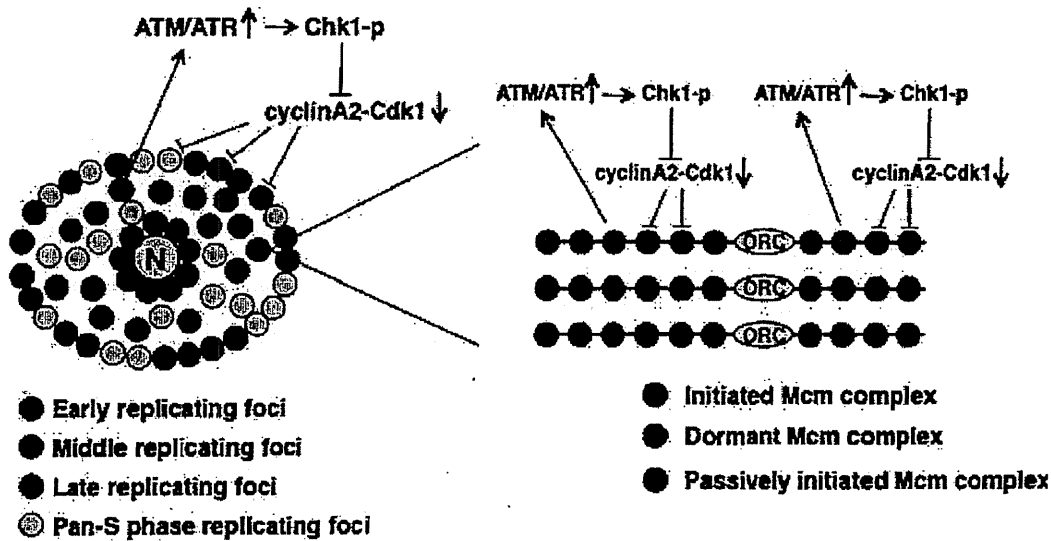 ATM/ATR → Chk1-p
cyclinA2-Cdk1
N
Early replicating foci
Middle replicating foci
Late replicating foci
Pan-S phase replicating foci
ATM/ATR → Chk1-p
cyclinA2-Cdk1
ATM/ATR → Chk1-p
cyclinA2-Cdk1
ORC
ORC
ORC
Initiated Mcm complex
Dormant Mcm complex
Passively initiated Mcm complex